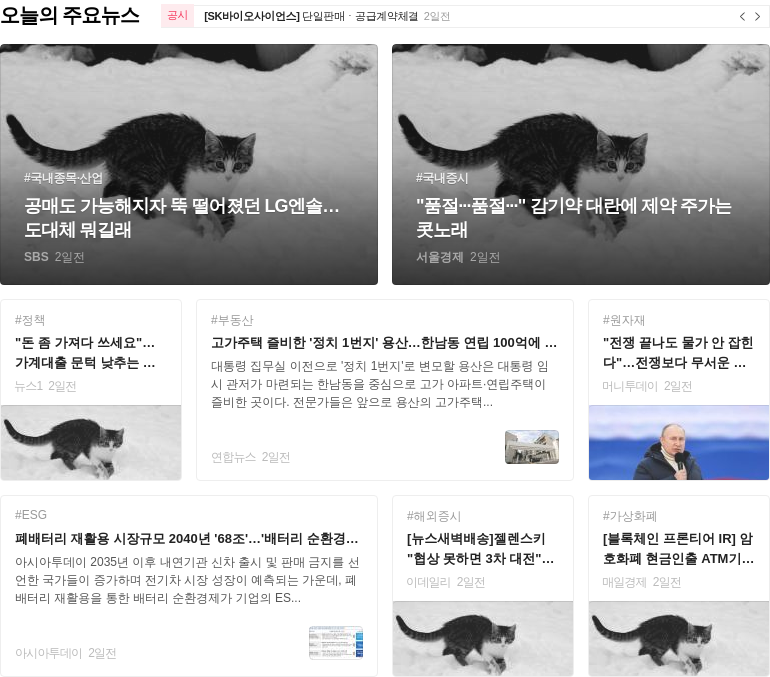 오늘의 주요뉴스
공시 [SK바이오사이언스] 단일판매ㆍ공급계약체결 2일전
#국내종목·산업
공매도 가능해지자 뚝 떨어졌던 LG엔솔…
도대체 뭐길래
SBS 2일전
#국내증시
"품절···품절···" 감기약 대란에 제약 주가는
콧노래
서울경제 2일전
#정책
"돈 좀 가져다 쓰세요"…
가계대출 문턱 낮추는 …
뉴스1 2일전
#부동산
고가주택 즐비한 '정치 1번지' 용산…한남동 연립 100억에 …
대통령 집무실 이전으로 '정치 1번지'로 변모할 용산은 대통령 임
시 관저가 마련되는 한남동을 중심으로 고가 아파트·연립주택이
즐비한 곳이다. 전문가들은 앞으로 용산의 고가주택...
연합뉴스 2일전
#원자재
"전쟁 끝나도 물가 안 잡힌
다"…전쟁보다 무서운 …
머니투데이 2일전
#ESG
폐배터리 재활용 시장규모 2040년 '68조'…'배터리 순환경…
아시아투데이 2035년 이후 내연기관 신차 출시 및 판매 금지를 선
언한 국가들이 증가하며 전기차 시장 성장이 예측되는 가운데, 폐
배터리 재활용을 통한 배터리 순환경제가 기업의 ES...
아시아투데이 2일전
#해외증시
[뉴스새벽배송]젤렌스키
"협상 못하면 3차 대전"…
이데일리 2일전
#가상화폐
[블록체인 프론티어 IR] 암
호화폐 현금인출 ATM기…
매일경제 2일전